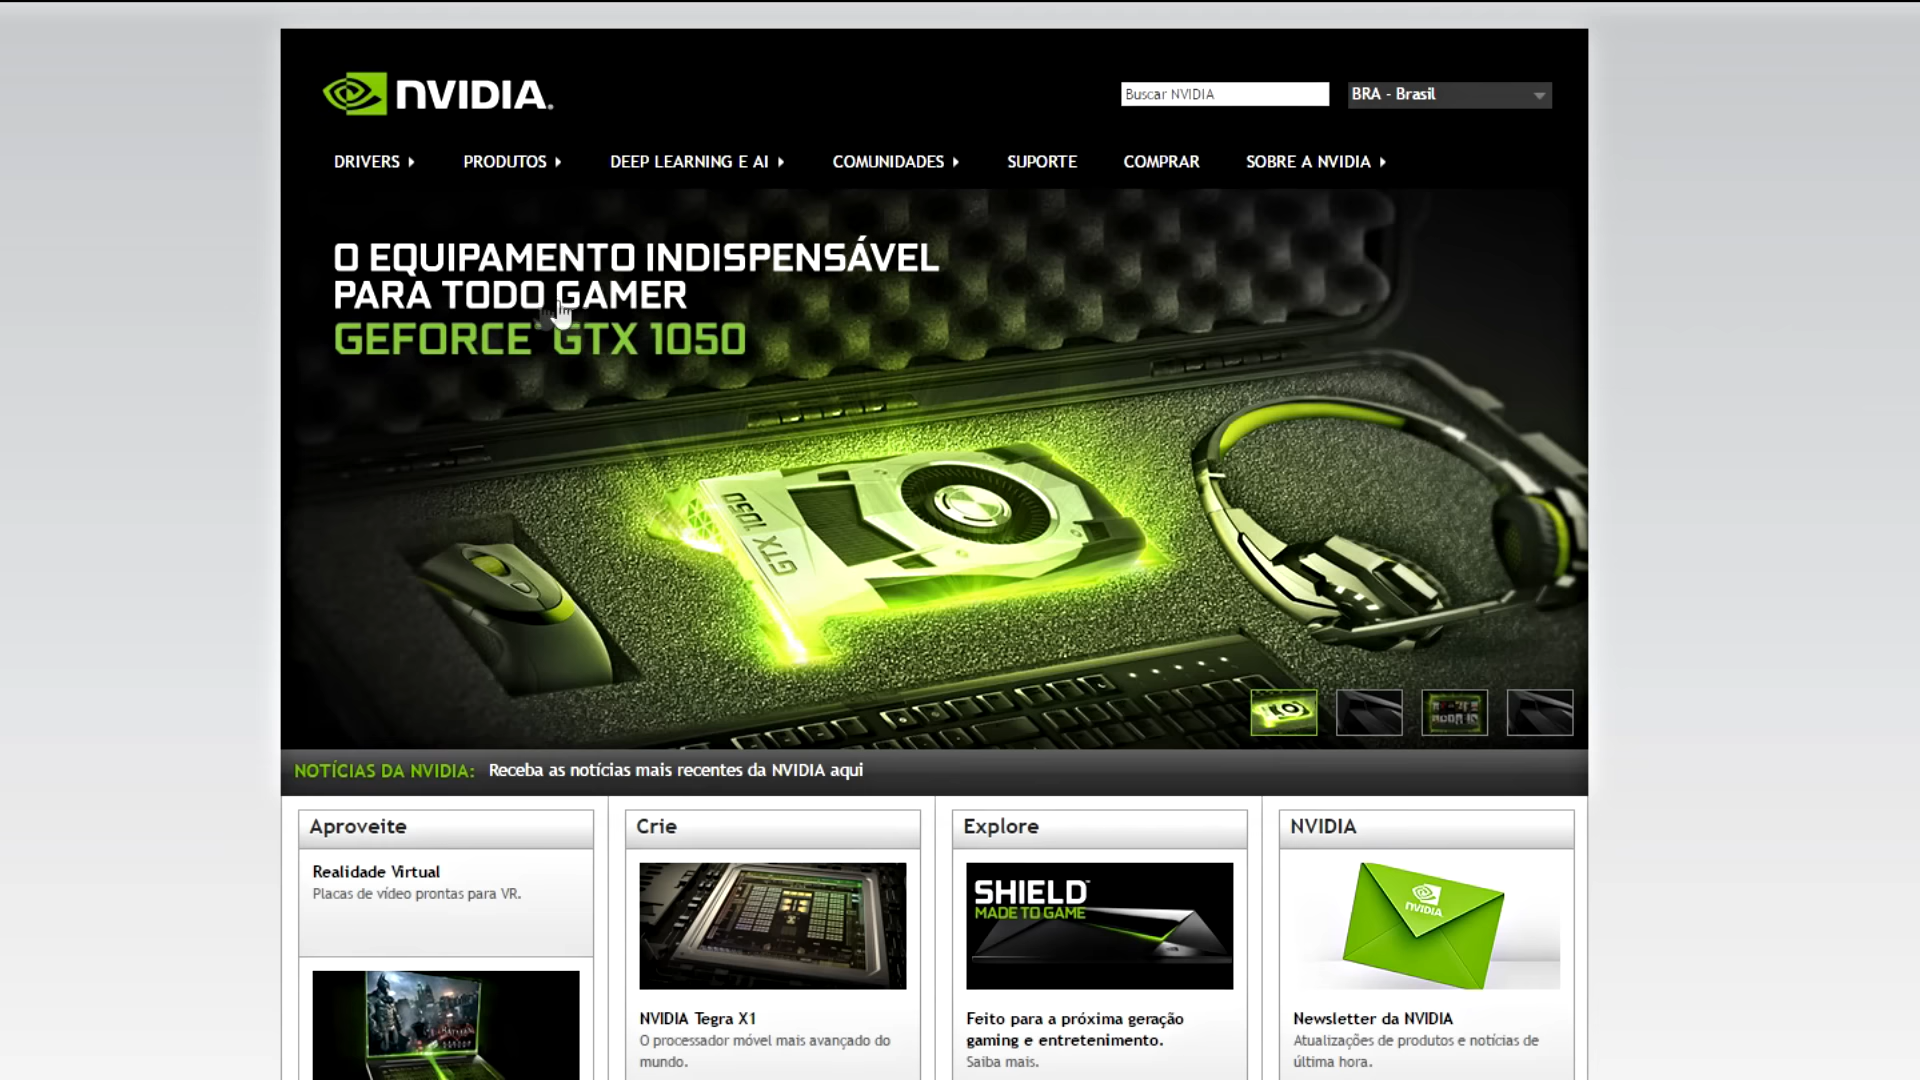 NVIDIA.
Buscar NVIDIA
BRA - Brasil
DRIVERS
PRODUTOS
DEEP LEARNING E AI
COMUNIDADES
SUPORTE
COMPRAR
SOBRE A NVIDIA
O EQUIPAMENTO INDISPENSÁVEL
PARA TODO GAMER
GEFORCE® GTX 1050
GTX 1050
NOTÍCIAS DA NVIDIA: Receba as notícias mais recentes da NVIDIA aqui
Aproveite
Realidade Virtual
Placas de vídeo prontas para VR.
Crie
NVIDIA Tegra X1
O processador móvel mais avançado do
mundo.
Explore
SHIELD™
MADE TO GAME
Feito para a próxima geração
gaming e entretenimento.
Saiba mais.
NVIDIA
NVIDIA
Newsletter da NVIDIA
Atualizações de produtos e notícias de
última hora.